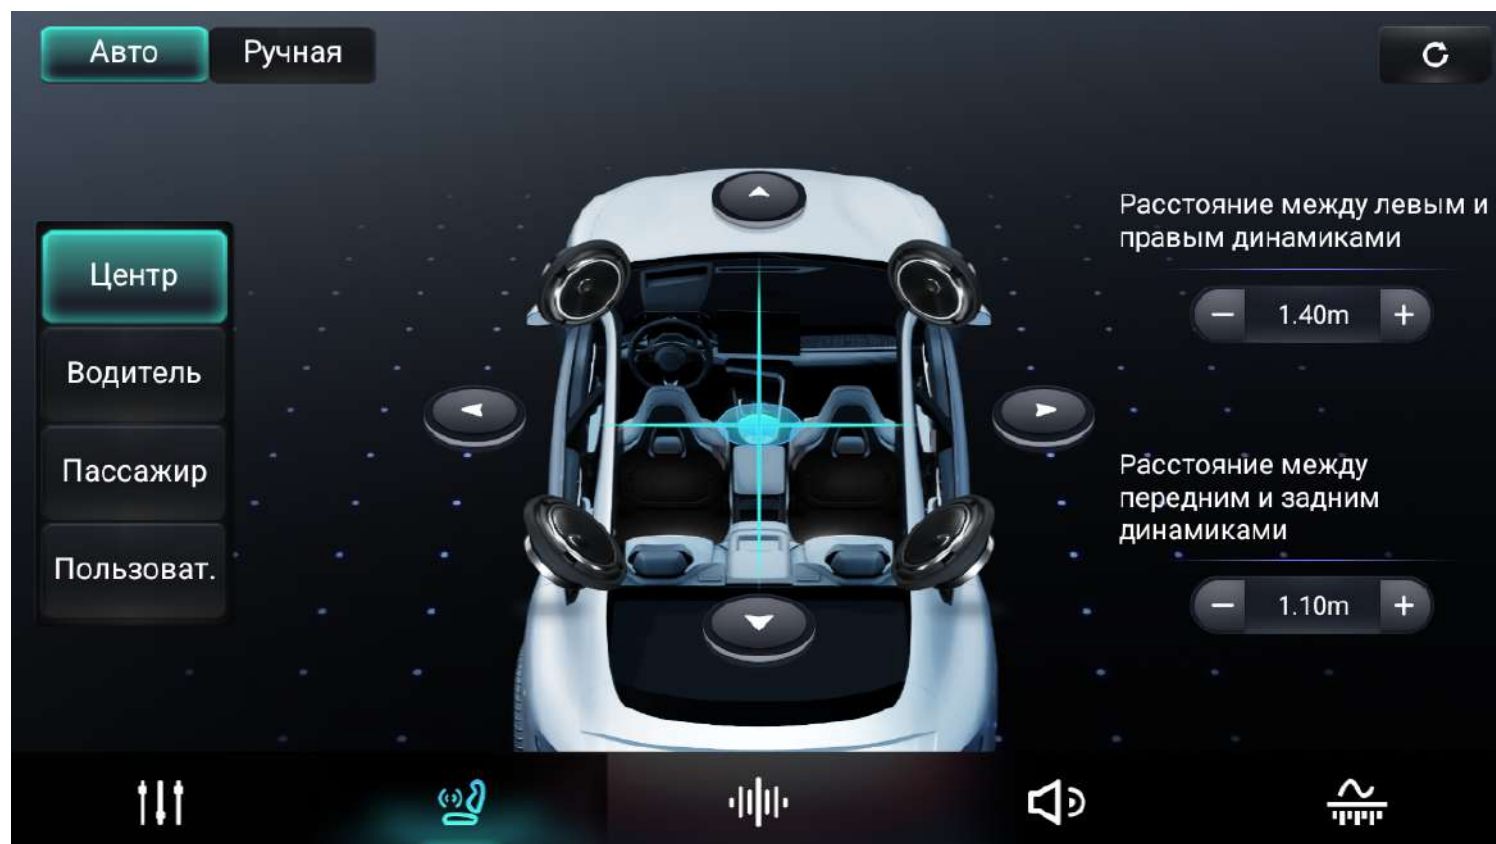 Авто
Ручная
Центр
Водитель
Пассажир
Пользоват.
Расстояние между левым и
правым динамиками
1.40m
Расстояние между
передним и задним
динамиками
1.10m